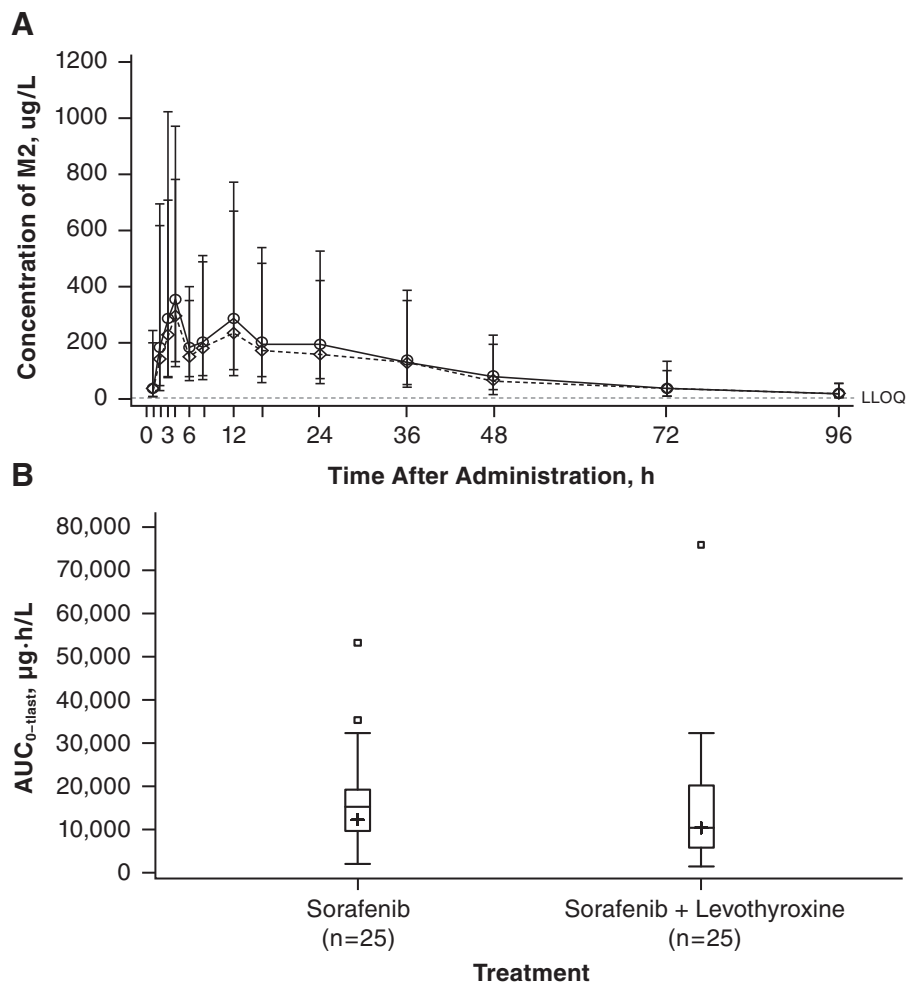 A
Concentration of M2, ug/L
1200
1000
800
600
400
200
0
LLOQ
0 3 6 12 24 36 48 72 96
Time After Administration, h
B
AUC0–tlast, µg·h/L
80,000
70,000
60,000
50,000
40,000
30,000
20,000
10,000
0
Sorafenib
(n=25)
Sorafenib + Levothyroxine
(n=25)
Treatment